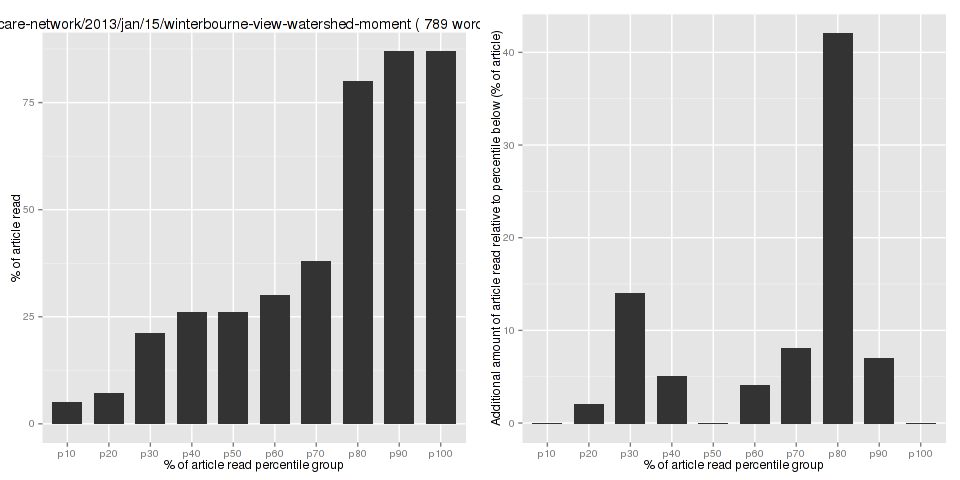 care-network/2013/jan/15/winterbourne-view-watershed-moment ( 789 word
% of article read
75
50
25
0
p10 p20 p30 p40 p50 p60 p70 p80 p90 p100
% of article read percentile group
Additional amount of article read relative to percentile below (% of article)
40
30
20
10
0
p10 p20 p30 p40 p50 p60 p70 p80 p90 p100
% of article read percentile group